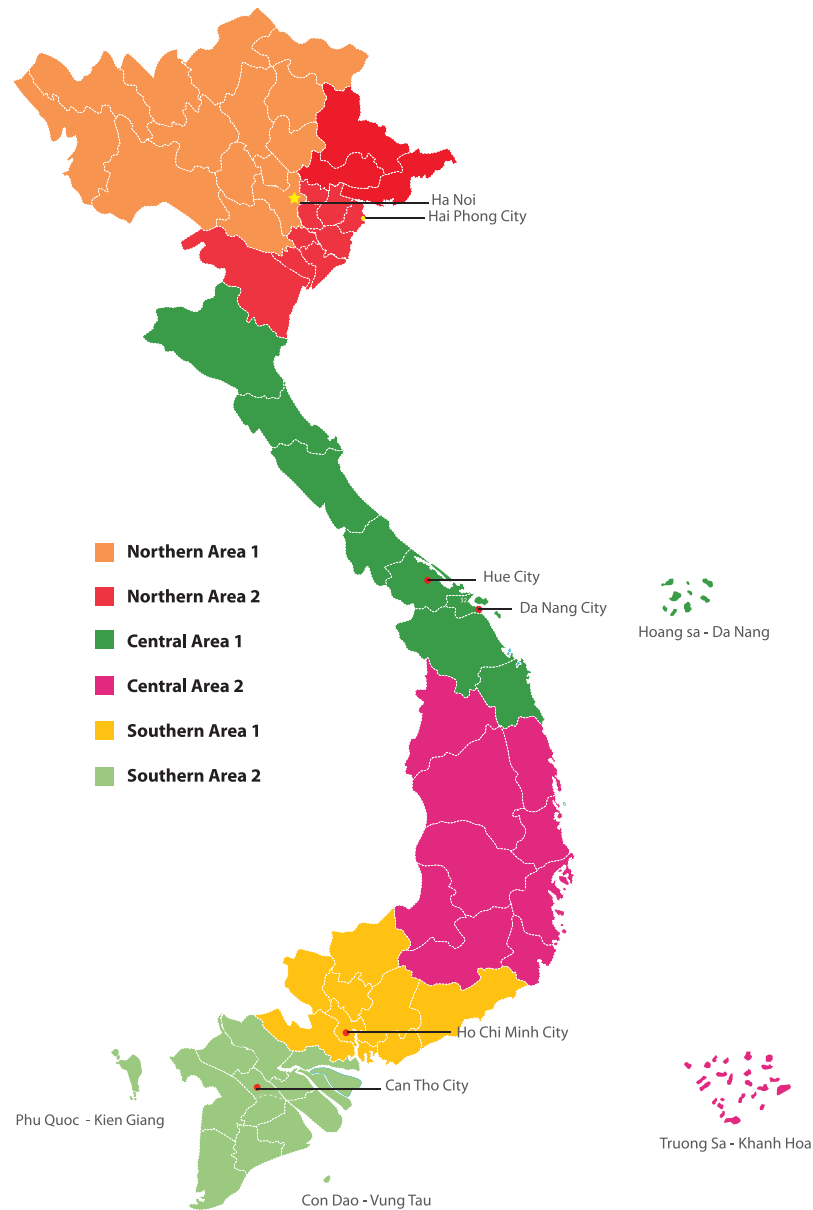 Ha Noi
Hai Phong City
Northern Area 1
Northern Area 2
Central Area 1
Central Area 2
Southern Area 1
Southern Area 2
Hue City
Da Nang City
Hoang sa - Da Nang
Ho Chi Minh City
Can Tho City
Phu Quoc - Kien Giang
Truong Sa - Khanh Hoa
Con Dao - Vung Tau